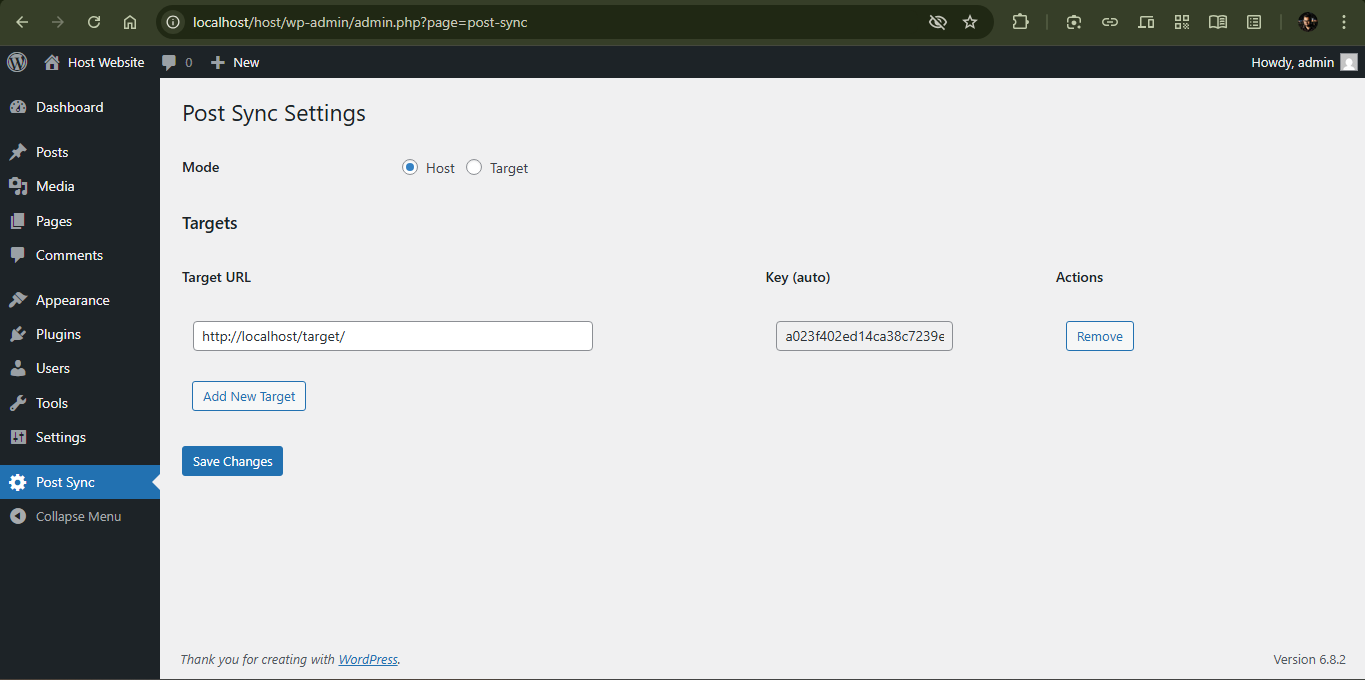 localhost/host/wp-admin/admin.php?page=post-sync
Host Website 0 New Howdy, admin
Dashboard
Posts
Media
Pages
Comments
Appearance
Plugins
Users
Tools
Settings
Post Sync
Collapse Menu
Post Sync Settings
Mode Host Target
Targets
Target URL Key (auto) Actions
http://localhost/target/ a023f402ed14ca38c7239e Remove
Add New Target
Save Changes
Thank you for creating with WordPress. Version 6.8.2